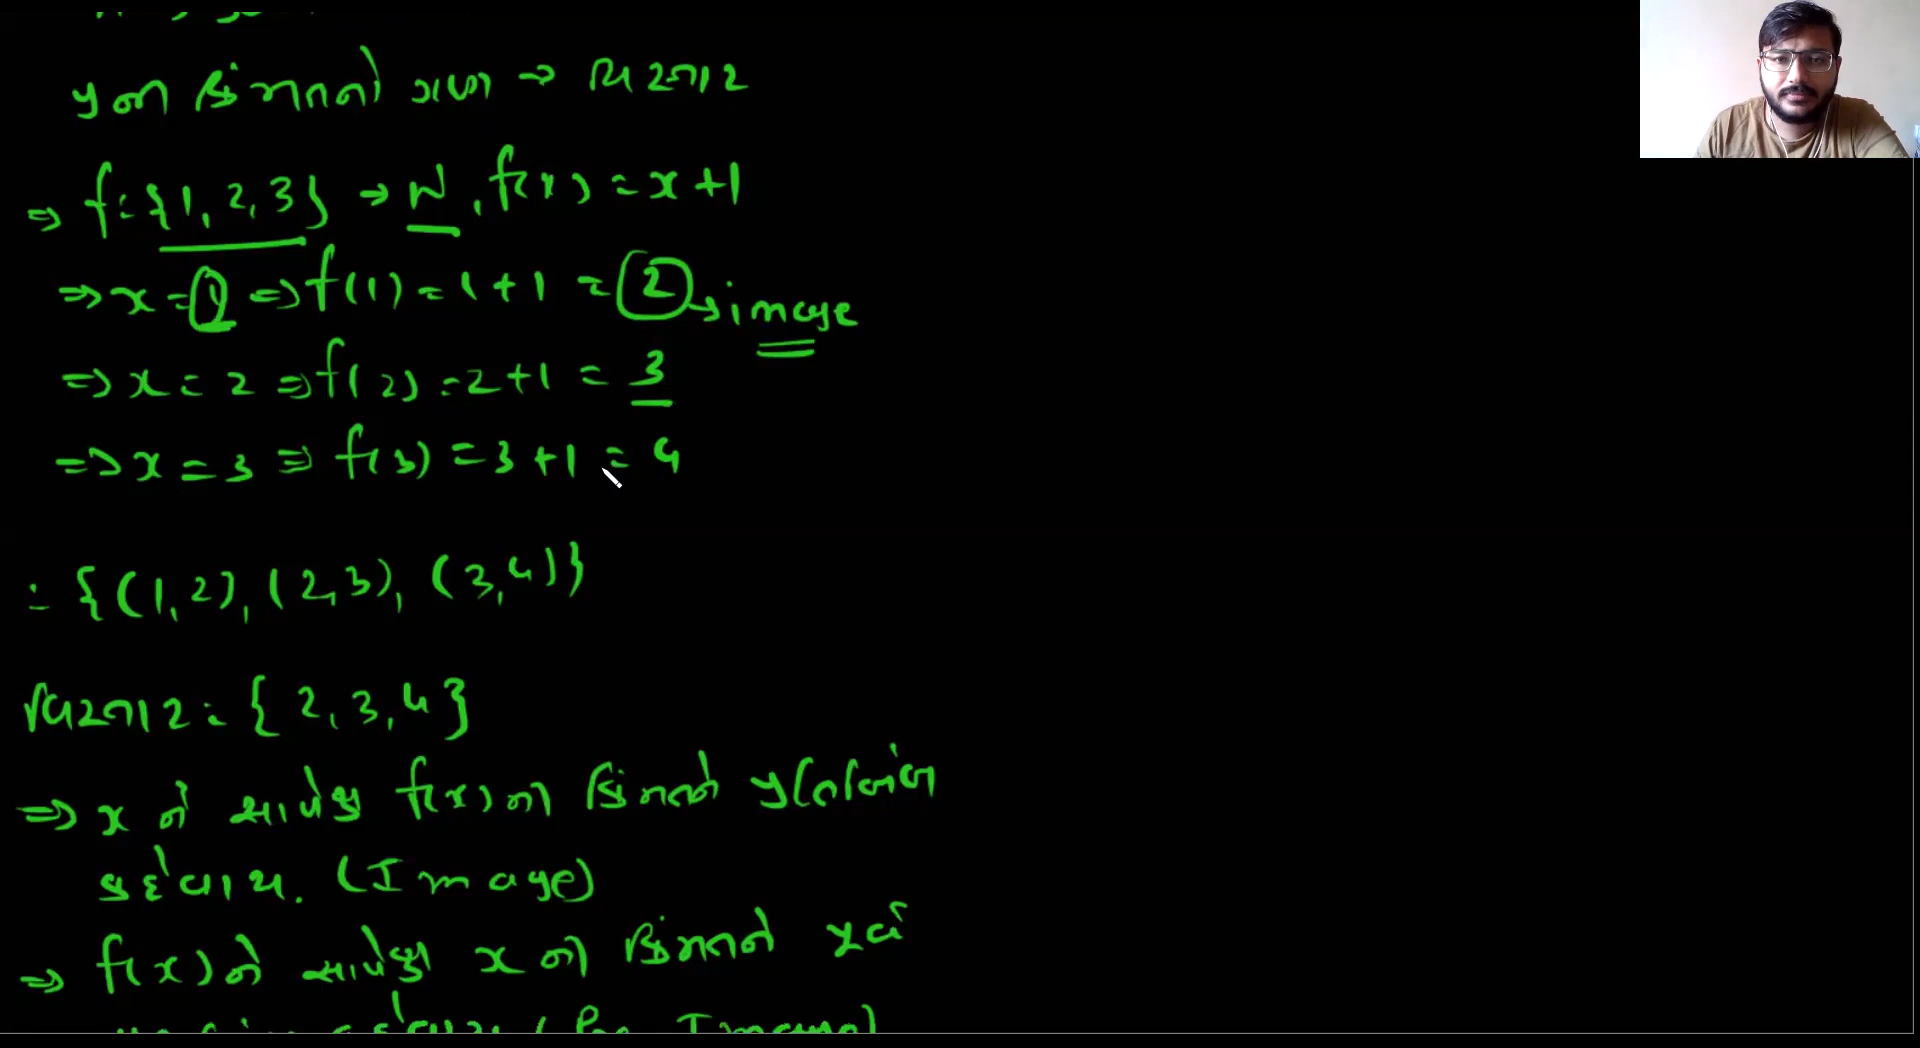 કિંમતનો ગણ → વિસ્તાર
⇒ f: {1, 2, 3} → N, f(x) = x + 1
⇒ x = 1 ⇒ f(1) = 1 + 1 = 2 → image
⇒ x = 2 ⇒ f(2) = 2 + 1 = 3
⇒ x = 3 ⇒ f(3) = 3 + 1 = 4
= {(1, 2), (2, 3), (3, 4)}
વિસ્તાર = {2, 3, 4}
⇒ x ને સાપેક્ષ f(x) ની કિંમતને પ્રતિબિંબ
કહેવાય. (Image)
⇒ f(x) ને સાપેક્ષ x ની કિંમતને પૂર્વ